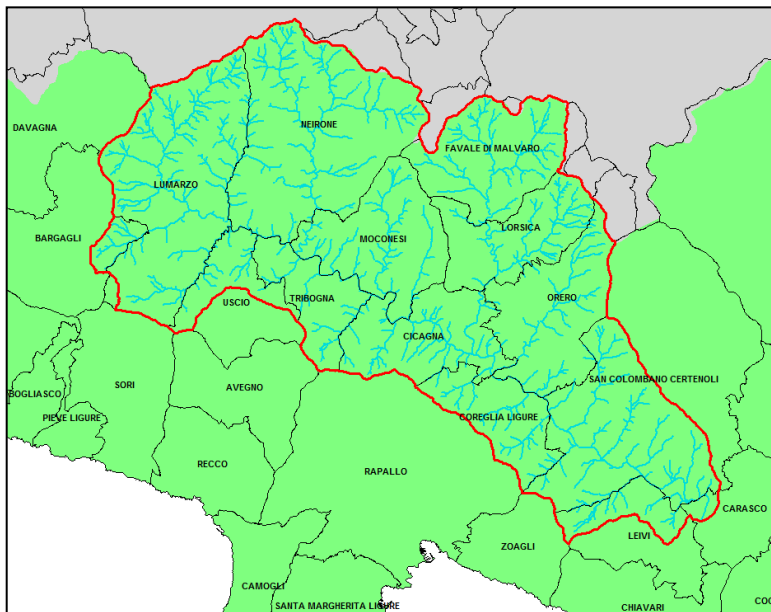 DAVAGNA
NEIRONE
FAVALE DI MALVARO
LUMARZO
LORSICA
BARGAGLI
MOCONESI
ORERO
USCIO
TRIBOGNA
CICAGNA
SORI
AVEGNO
SAN COLOMBANO CERTENOLI
BOGLIASCO
PIEVE LIGURE
COREGLIA LIGURE
RECCO
RAPALLO
CARASCO
LEIVI
ZOAGLI
CAMOGLI
SANTA MARGHERITA LIGURE
CHIAVARI
COG